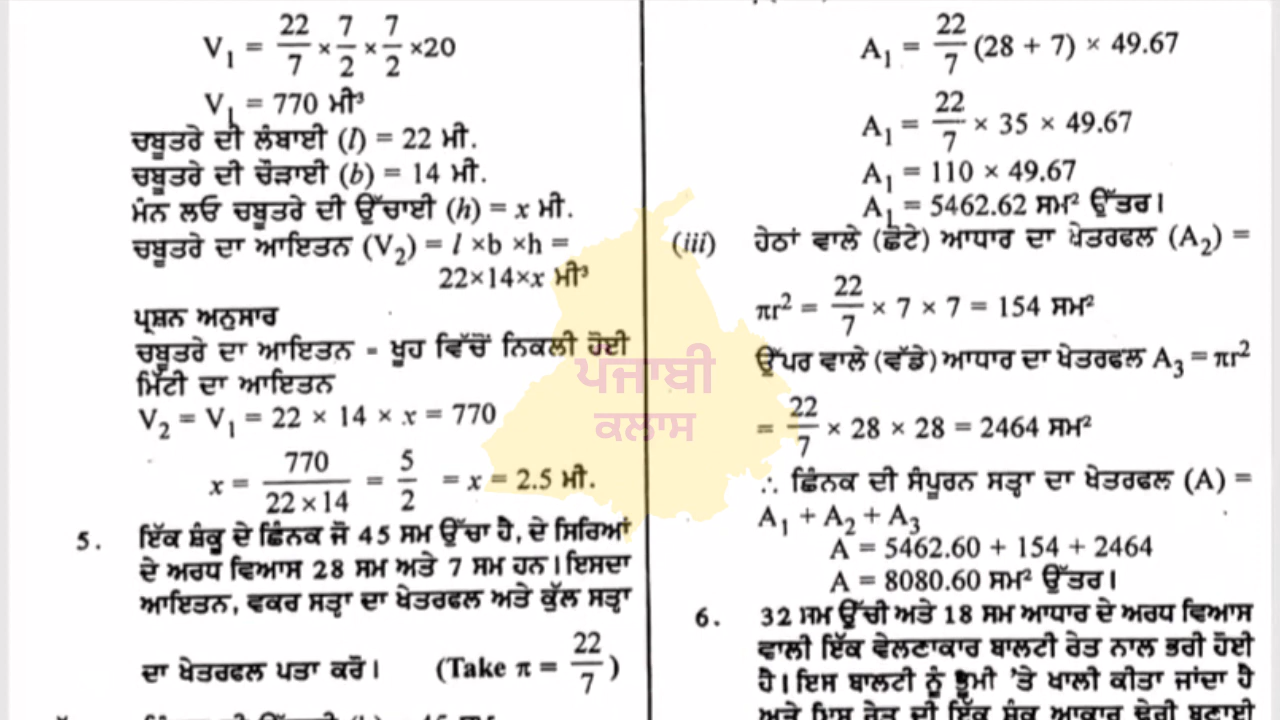 V₁ = 22/7 × 7/2 × 7/2 ×20
V₁ = 770 ਮੀ³
ਚਬੂਤਰੇ ਦੀ ਲੰਬਾਈ (l) = 22 ਮੀ.
ਚਬੂਤਰੇ ਦੀ ਚੌੜਾਈ (b) = 14 ਮੀ.
ਮੰਨ ਲਓ ਚਬੂਤਰੇ ਦੀ ਉੱਚਾਈ (h) = x ਮੀ.
ਚਬੂਤਰੇ ਦਾ ਆਇਤਨ (V₂) = l ×b ×h =
22×14×x ਮੀ³
ਪ੍ਰਸ਼ਨ ਅਨੁਸਾਰ
ਚਬੂਤਰੇ ਦਾ ਆਇਤਨ = ਖੂਹ ਵਿੱਚੋਂ ਨਿਕਲੀ ਹੋਈ
ਮਿੱਟੀ ਦਾ ਆਇਤਨ
V₂ = V₁ = 22 × 14 × x = 770
x = 770/22×14 = 5/2 = x = 2.5 ਮੀ.
5. ਇੱਕ ਸ਼ੰਕੂ ਦੇ ਛਿੰਨਕ ਜੋ 45 ਸਮ ਉੱਚਾ ਹੈ, ਦੇ ਸਿਰਿਆਂ
ਦੇ ਅਰਧ ਵਿਆਸ 28 ਸਮ ਅਤੇ 7 ਸਮ ਹਨ। ਇਸਦਾ
ਆਇਤਨ, ਵਕਰ ਸੜ੍ਹਾ ਦਾ ਖੇਤਰਫਲ ਅਤੇ ਕੁੱਲ ਸੜ੍ਹਾ
ਦਾ ਖੇਤਰਫਲ ਪਤਾ ਕਰੋ। (Take π = 22/7)
A₁ = 22/7 (28 + 7) × 49.67
A₁ = 22/7 × 35 × 49.67
A₁ = 110 × 49.67
A₁ = 5462.62 ਸਮ² ਉੱਤਰ।
(iii) ਹੇਠਾਂ ਵਾਲੇ (ਛੋਟੇ) ਆਧਾਰ ਦਾ ਖੇਤਰਫਲ (A₂) =
πr² = 22/7 × 7 × 7 = 154 ਸਮ²
ਉੱਪਰ ਵਾਲੇ (ਵੱਡੇ) ਆਧਾਰ ਦਾ ਖੇਤਰਫਲ A₃ = πr²
= 22/7 × 28 × 28 = 2464 ਸਮ²
∴ ਛਿੰਨਕ ਦੀ ਸੰਪੂਰਨ ਸਤ੍ਹਾ ਦਾ ਖੇਤਰਫਲ (A) =
A₁ + A₂ + A₃
A = 5462.60 + 154 + 2464
A = 8080.60 ਸਮ² ਉੱਤਰ।
6. 32 ਸਮ ਉੱਚੀ ਅਤੇ 18 ਸਮ ਆਧਾਰ ਦੇ ਅਰਧ ਵਿਆਸ
ਵਾਲੀ ਇੱਕ ਵੇਲਣਾਕਾਰ ਬਾਲਟੀ ਰੇਤ ਨਾਲ ਭਰੀ ਹੋਈ
ਹੈ। ਇਸ ਬਾਲਟੀ ਨੂੰ ਭੂਮੀ 'ਤੇ ਖਾਲੀ ਕੀਤਾ ਜਾਂਦਾ ਹੈ
ਅਤੇ ਇਸ ਰੇਤ ਦੀ ਇੱਕ ਸ਼ੰਕੂ ਆਕਾਰ ਢੇਰੀ ਬਣਾਈ
ਪੰਜਾਬੀ
ਕਲਾਸ